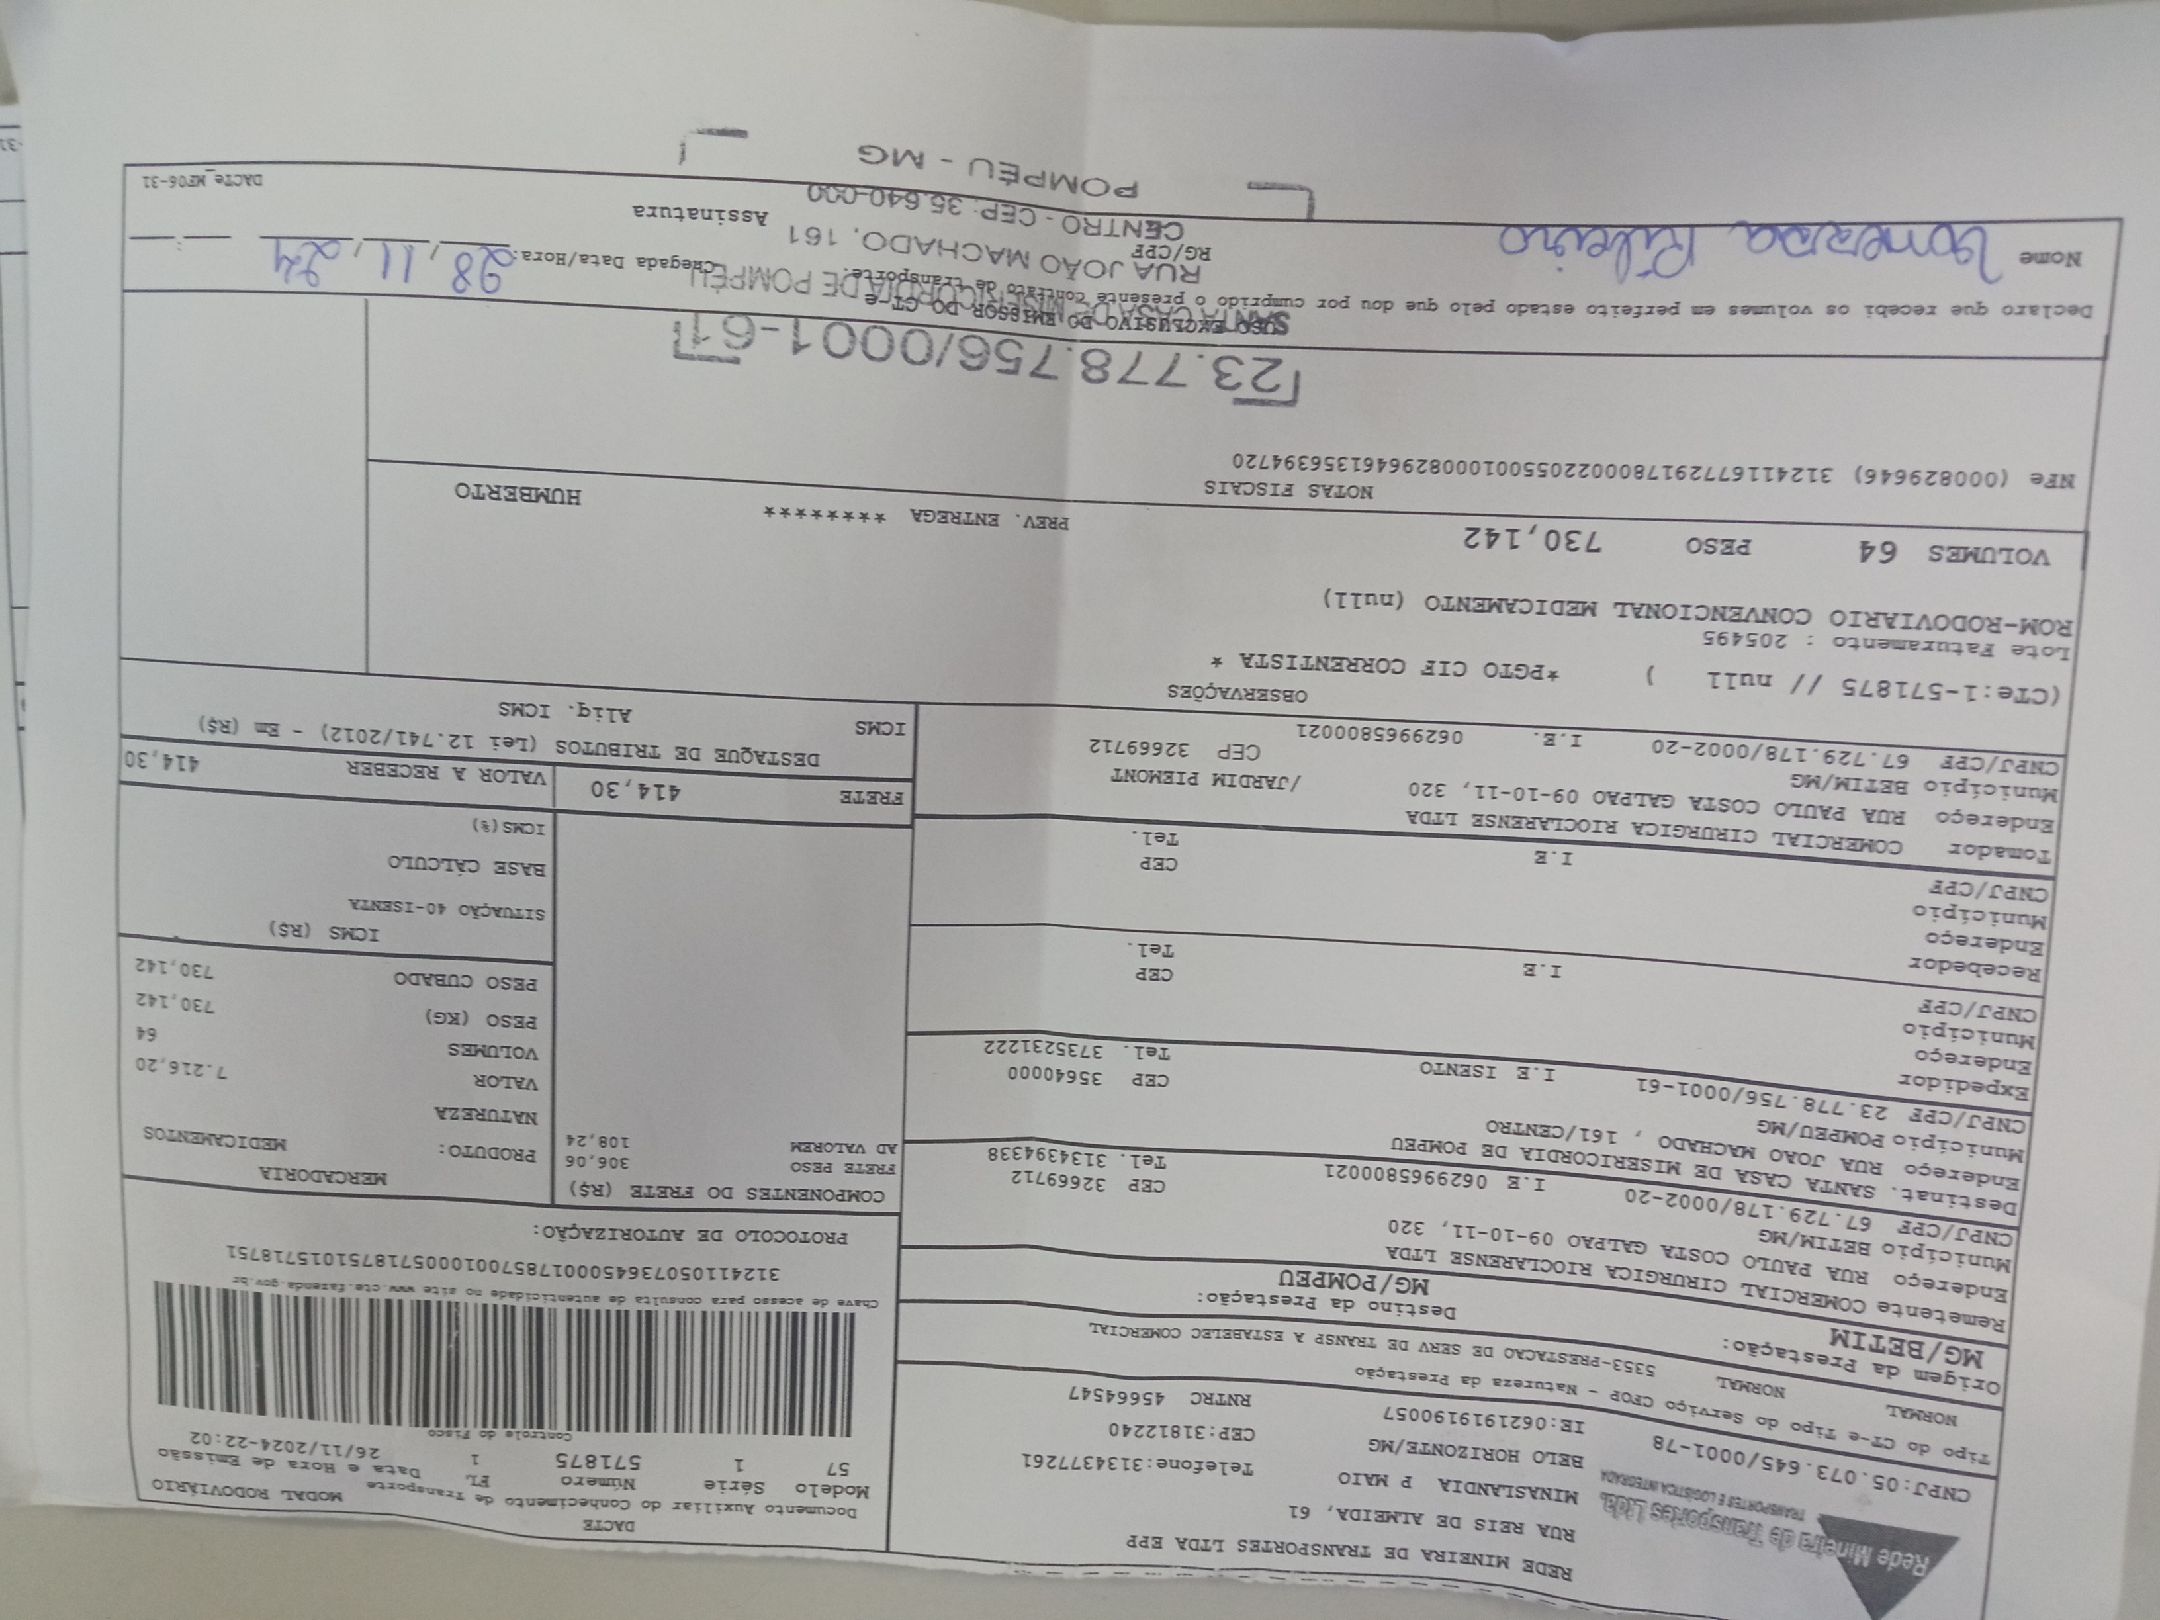 Rede Mineira de Transportes Ltda.
TRANSPORTES E LOGÍSTICA INTEGRADA
REDE MINEIRA DE TRANSPORTES LTDA EPP
RUA REIS DE ALMEIDA, 61
MINASLANDIA P MAIO Telefone:3134377261
BELO HORIZONTE/MG CEP:31812240
CNPJ:05.073.645/0001-78 IE:0621919190057 RNTRC 45664547
DACTE
Documento Auxiliar do Conhecimento de Transporte MODAL RODOVIÁRIO
Modelo Série Número FL Data e Hora de Emissão
57 1 571875 1 26/11/2024-22:02
Controle do Fisco
Chave de acesso para consulta de autenticidade no site www.cte.fazenda.gov.br
31241105073645000178570010005718751015718751
PROTOCOLO DE AUTORIZAÇÃO:
Tipo do CT-e Tipo do Serviço CFOP - Natureza da Prestação
NORMAL NORMAL 5353-PRESTACAO DE SERV DE TRANSP A ESTABELEC COMERCIAL
Origem da Prestação: Destino da Prestação:
MG/BETIM MG/POMPEU
Remetente COMERCIAL CIRURGICA RIOCLARENSE LTDA
Endereço RUA PAULO COSTA GALPAO 09-10-11, 320
Município BETIM/MG CEP 32669712
CNPJ/CPF 67.729.178/0002-20 I.E 0629965800021 Tel. 3134394338
Destinat. SANTA CASA DE MISERICORDIA DE POMPEU
Endereço RUA JOAO MACHADO , 161/CENTRO
Município POMPEU/MG CEP 35640000
CNPJ/CPF 23.778.756/0001-61 I.E ISENTO Tel. 3735231222
Expedidor
Endereço
Município CEP
CNPJ/CPF I.E Tel.
Recebedor
Endereço
Município CEP
CNPJ/CPF I.E Tel.
Tomador COMERCIAL CIRURGICA RIOCLARENSE LTDA
Endereço RUA PAULO COSTA GALPAO 09-10-11, 320 /JARDIM PIEMONT
Município BETIM/MG CEP 32669712
CNPJ/CPF 67.729.178/0002-20 I.E. 0629965800021
COMPONENTES DO FRETE (R$)
FRETE PESO 306,06
AD VALOREM 108,24
MERCADORIA
PRODUTO: MEDICAMENTOS
NATUREZA
VALOR 7.216,20
VOLUMES 64
PESO (KG) 730,142
PESO CUBADO 730,142
ICMS (R$)
SITUAÇÃO 40-ISENTA
BASE CÁLCULO
ICMS(%)
FRETE 414,30 VALOR A RECEBER 414,30
DESTAQUE DE TRIBUTOS (Lei 12.741/2012) - Em (R$)
ICMS Aliq. ICMS
OBSERVAÇÕES
(CTe:1-571875 // null ) *PGTO CIF CORRENTISTA *
Lote Faturamento : 205495
ROM-RODOVIARIO CONVENCIONAL MEDICAMENTO (null)
VOLUMES 64 PESO 730,142
PREV. ENTREGA ******** HUMBERTO
NOTAS FISCAIS
NFe (000829646) 31241167729178000220550010008296461356394720
23.778.756/0001-61
USO EXCLUSIVO DO EMISSOR DO CT-e
SANTA CASA MISERICÓRDIA DE POMPÉU
Declaro que recebi os volumes em perfeito estado pelo que dou por cumprido o presente contrato de transporte.
Chegada Data/Hora: 28/11/24
RUA JOÃO MACHADO, 161
Nome Ribeiro RG/CPF Assinatura
CENTRO - CEP: 35.640-000
POMPÉU - MG
DACTe_MF06-31